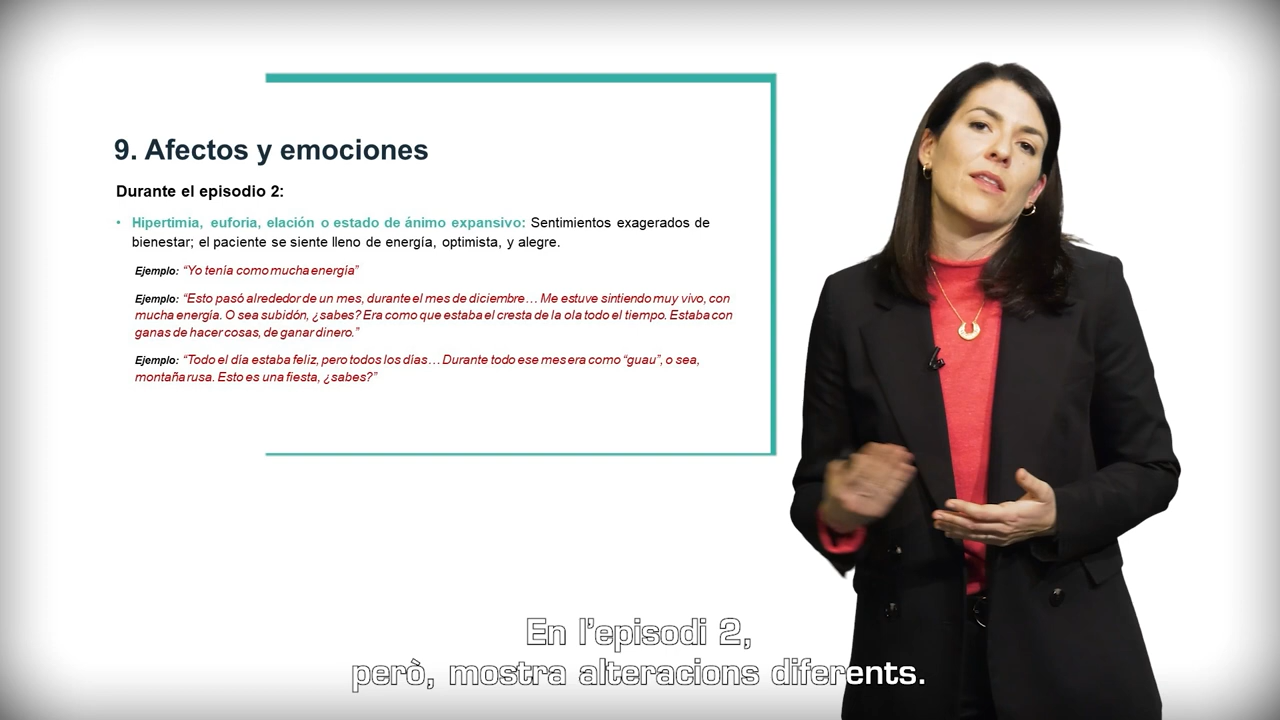 9. Afectos y emociones
Durante el episodio 2:
• Hipertimia, euforia, elación o estado de ánimo expansivo: Sentimientos exagerados de
bienestar; el paciente se siente lleno de energía, optimista, y alegre.
Ejemplo: “Yo tenía como mucha energía”
Ejemplo: “Esto pasó alrededor de un mes, durante el mes de diciembre… Me estuve sintiendo muy vivo, con
mucha energía. O sea subidón, ¿sabes? Era como que estaba el cresta de la ola todo el tiempo. Estaba con
ganas de hacer cosas, de ganar dinero.”
Ejemplo: “Todo el día estaba feliz, pero todos los días… Durante todo ese mes era como “guau”, o sea,
montaña rusa. Esto es una fiesta, ¿sabes?”
En l’episodi 2,
però, mostra alteracions diferents.